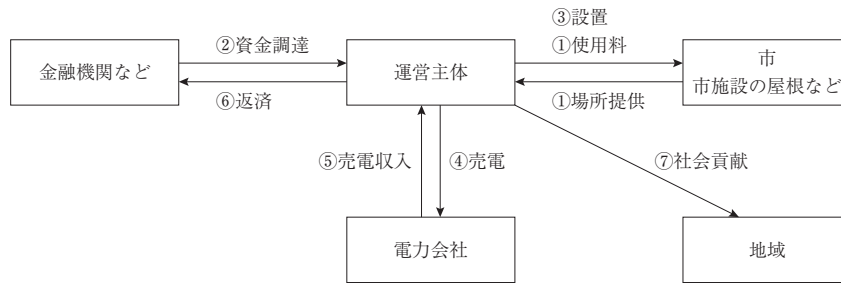 ③設置
②資金調達
①使用料
金融機関など
運営主体
市
市施設の屋根など
⑥返済
①場所提供
⑤売電収入
④売電
⑦社会貢献
電力会社
地域